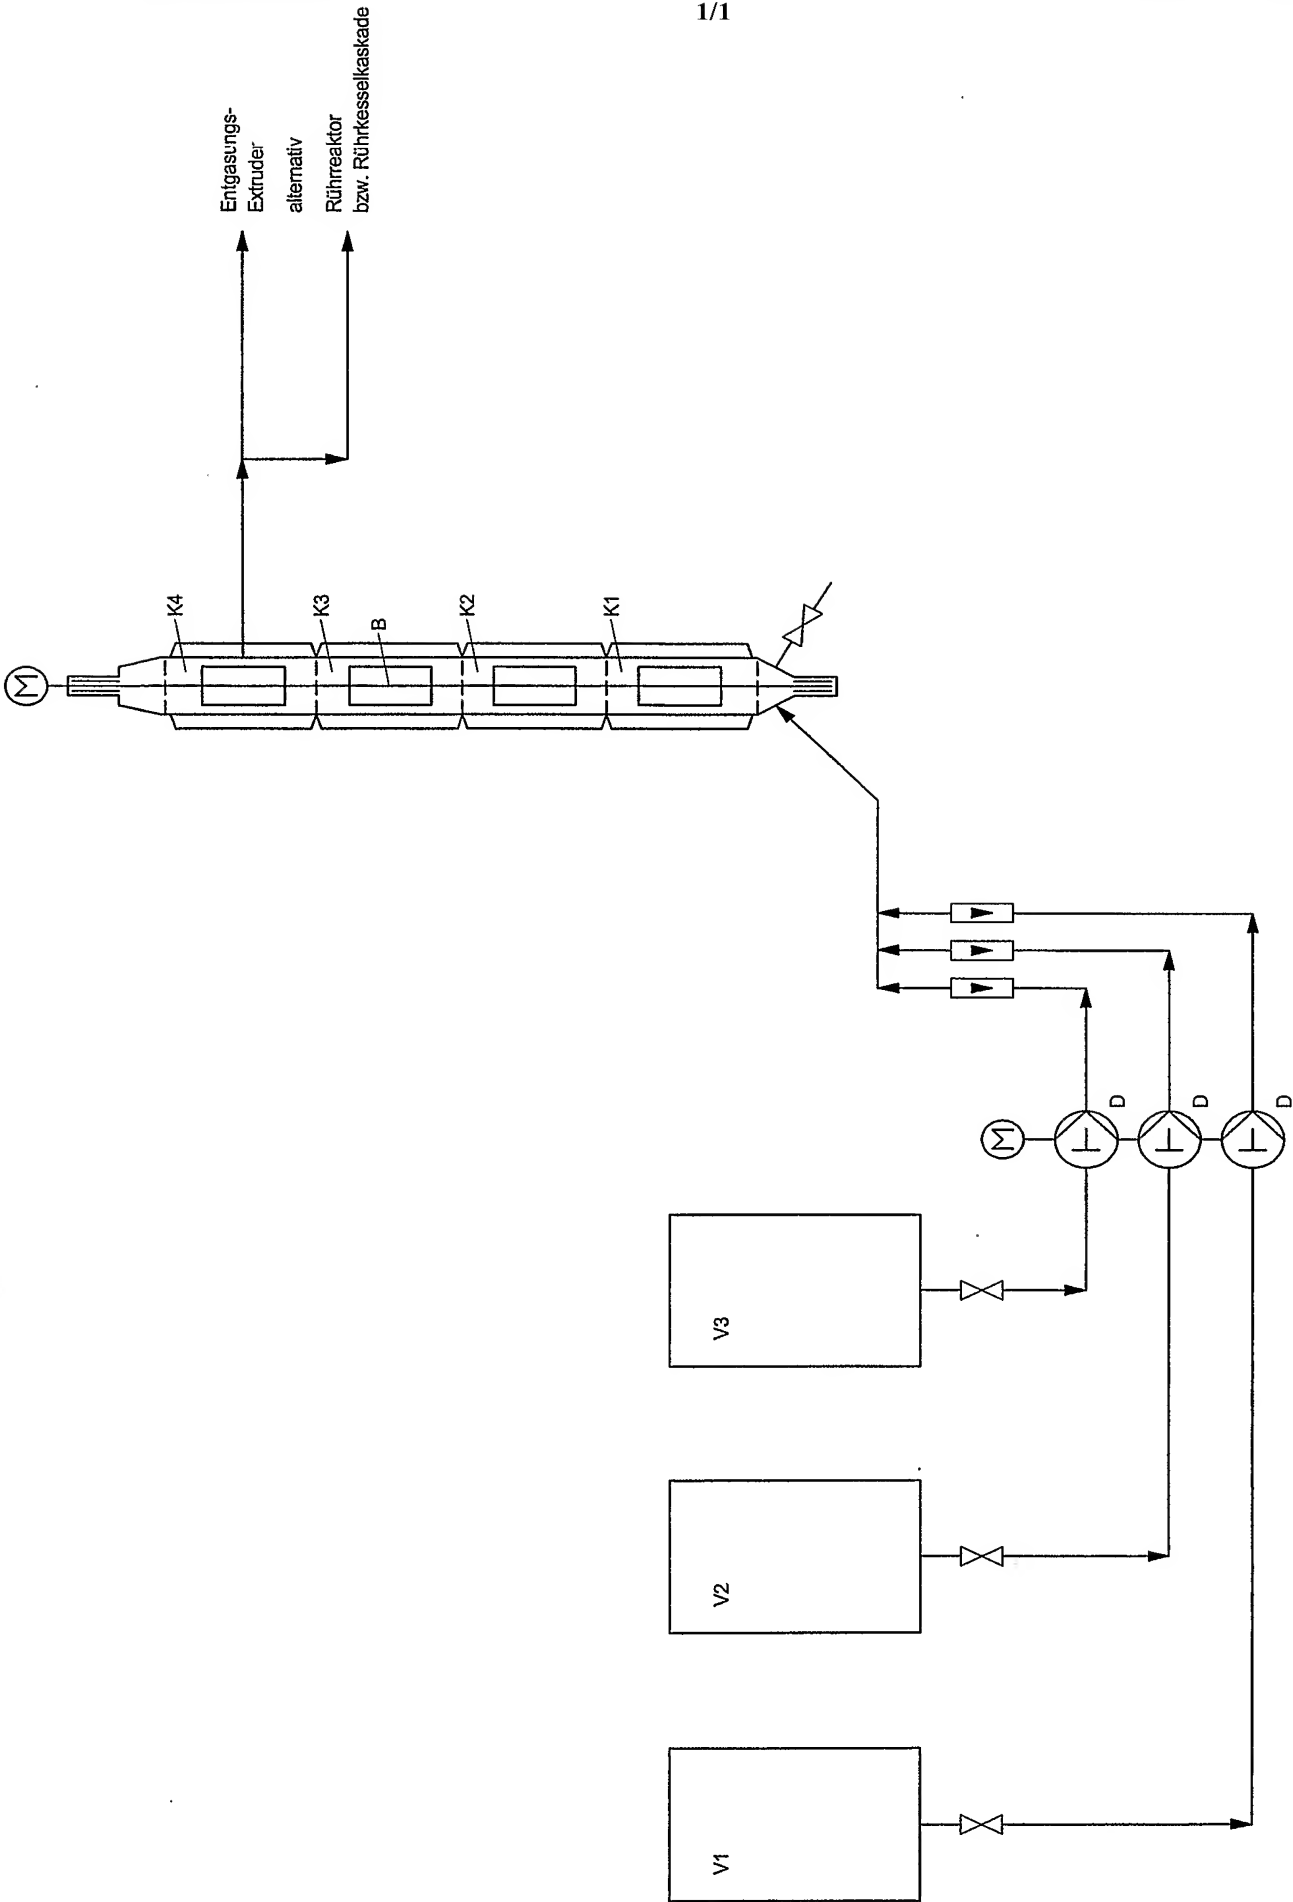 1/1
Entgasungs-
Extruder
alternativ
Rührreaktor
bzw. Rührkesselkaskade
M
K4
K3
B
K2
K1
M
D
D
D
V3
V2
V1